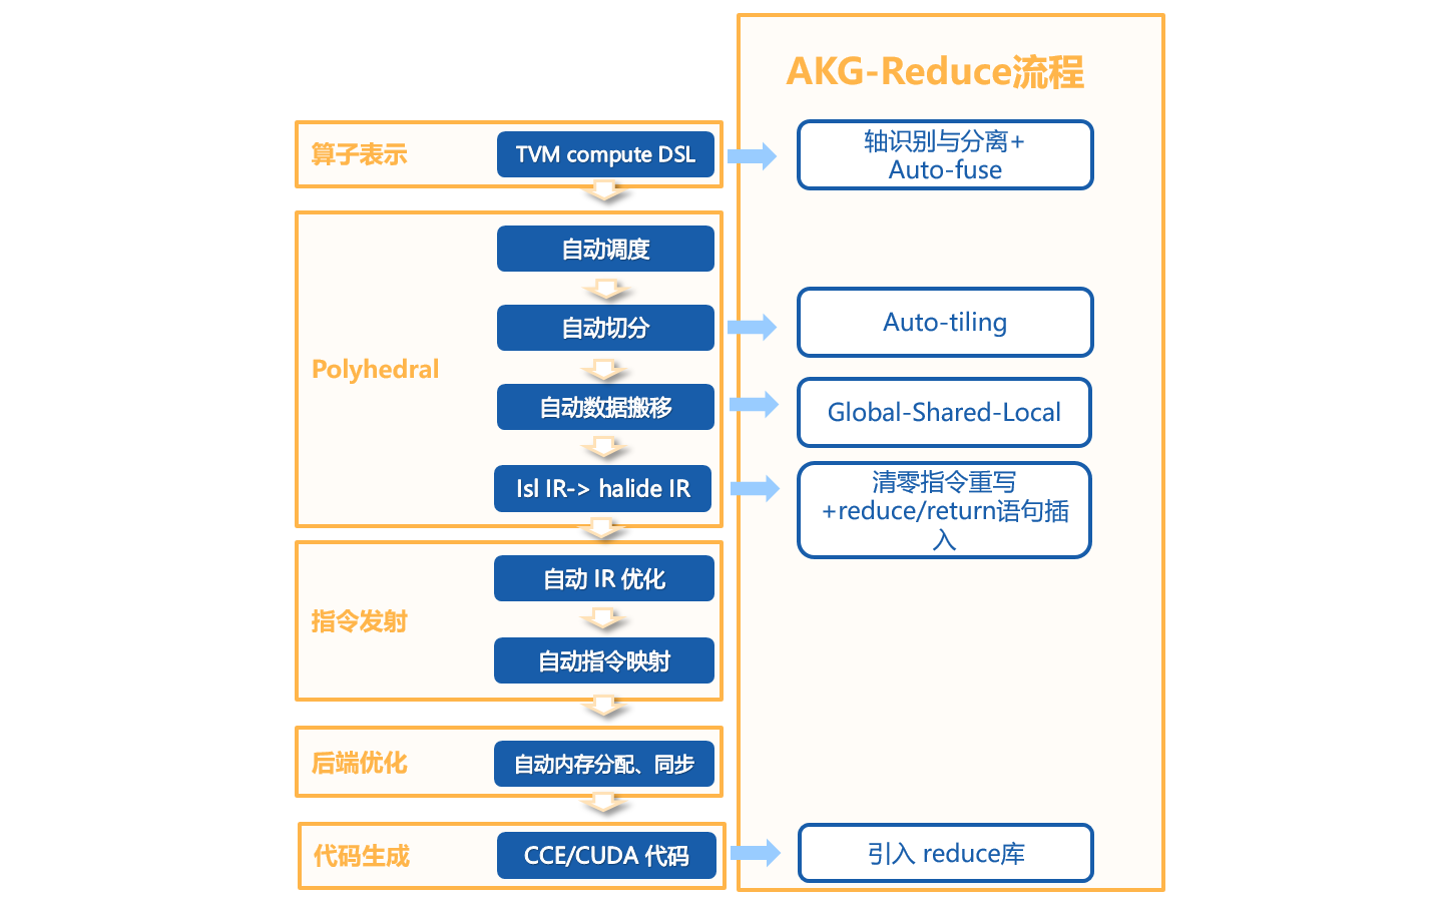 AKG-Reduce流程
算子表示
TVM compute DSL
轴识别与分离+
Auto-fuse
Polyhedral
自动调度
自动切分
Auto-tiling
自动数据搬移
Global-Shared-Local
Isl IR-> halide IR
清零指令重写
+reduce/return语句插
入
指令发射
自动 IR 优化
自动指令映射
后端优化
自动内存分配、同步
代码生成
CCE/CUDA 代码
引入 reduce库